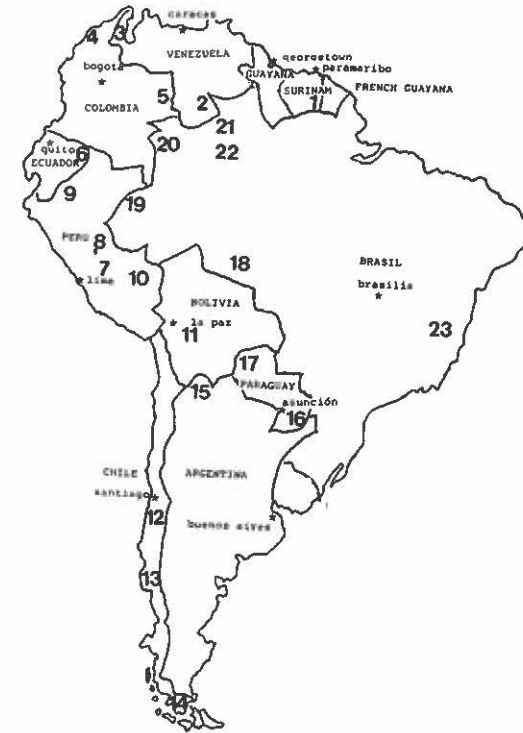 caracas
4 3
VENEZUELA
bogotá
georgetown
paramaribo
GUAYANA
SURINAM
FRENCH GUAYANA
5 2 1
COLOMBIA
21
20 22
quito
6
ECUADOR
9
19
PERU 8
7
lima
10
18
BRASIL
brasilia
BOLIVIA
la paz
11
23
17
PARAGUAY
15
asunción
16
CHILE
ARGENTINA
santiago
12
buenos aires
13
14